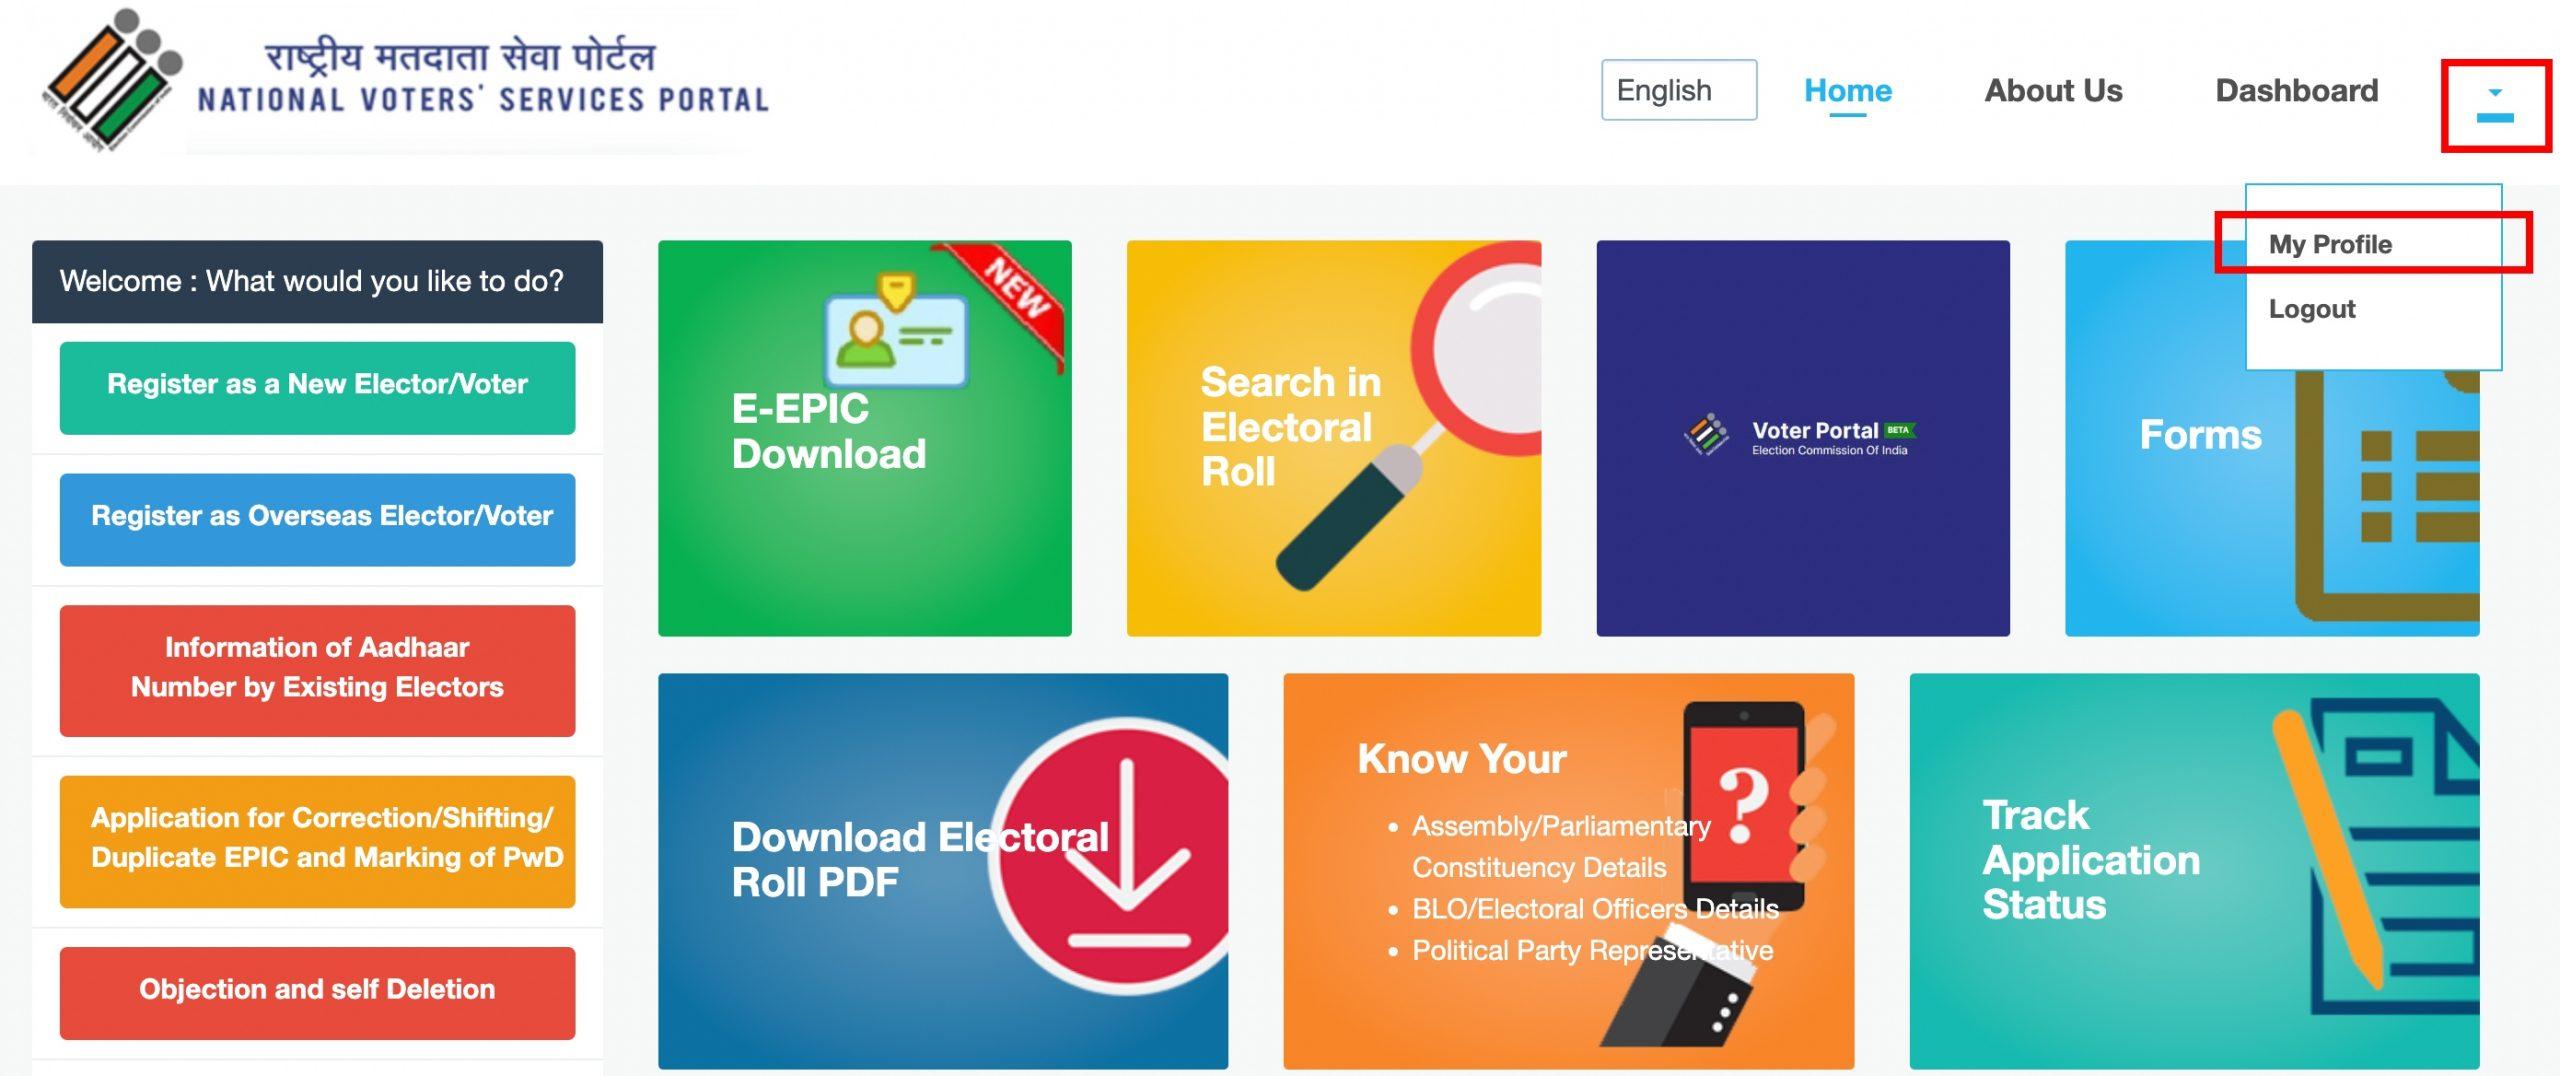 राष्ट्रीय मतदाता सेवा पोर्टल
NATIONAL VOTERS' SERVICES PORTAL
English
Home
About Us
Dashboard
My Profile
Logout
Welcome : What would you like to do?
Register as a New Elector/Voter
Register as Overseas Elector/Voter
Information of Aadhaar
Number by Existing Electors
Application for Correction/Shifting/
Duplicate EPIC and Marking of PwD
Objection and self Deletion
NEW
E-EPIC
Download
Search in
Electoral
Roll
Voter Portal BETA
Election Commission Of India
Forms
Download Electoral
Roll PDF
Know Your
• Assembly/Parliamentary
Constituency Details
• BLO/Electoral Officers Details
• Political Party Representative
?
Track
Application
Status